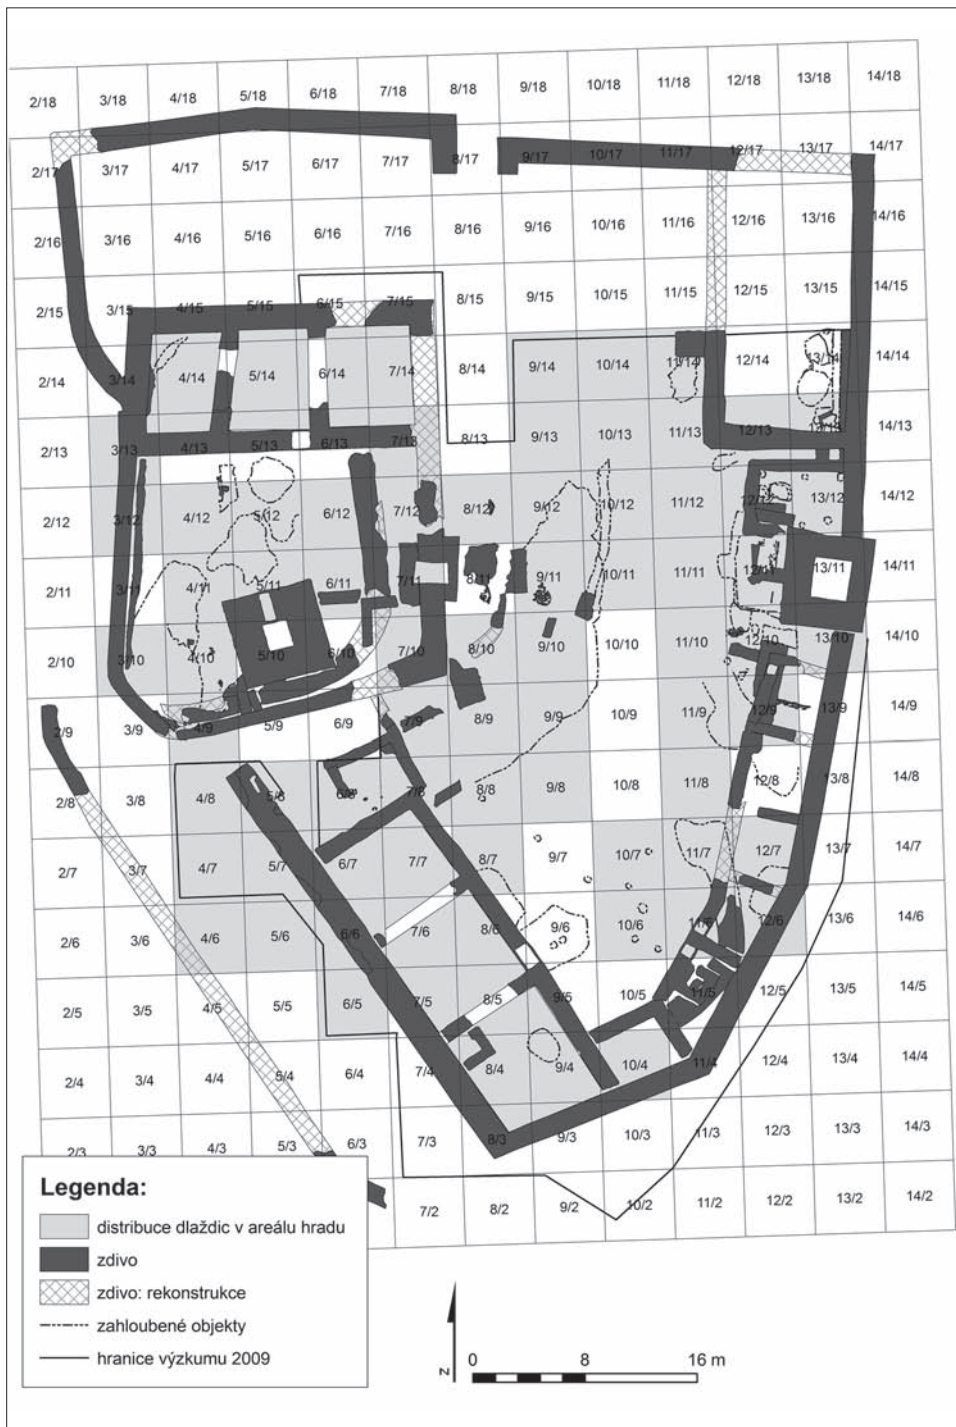 2/18 3/18 4/18 5/18 6/18 7/18 8/18 9/18 10/18 11/18 12/18 13/18 14/18
2/17 3/17 4/17 5/17 6/17 7/17 8/17 9/17 10/17 11/17 12/17 13/17 14/17
2/16 3/16 4/16 5/16 6/16 7/16 8/16 9/16 10/16 11/16 12/16 13/16 14/16
2/15 3/15 4/15 5/15 6/15 7/15 8/15 9/15 10/15 11/15 12/15 13/15 14/15
2/14 3/14 4/14 5/14 6/14 7/14 8/14 9/14 10/14 11/14 12/14 13/14 14/14
2/13 3/13 4/13 5/13 6/13 7/13 8/13 9/13 10/13 11/13 12/13 13/13 14/13
2/12 3/12 4/12 5/12 6/12 7/12 8/12 9/12 10/12 11/12 12/12 13/12 14/12
2/11 3/11 4/11 5/11 6/11 7/11 8/11 9/11 10/11 11/11 12/11 13/11 14/11
2/10 3/10 4/10 5/10 6/10 7/10 8/10 9/10 10/10 11/10 12/10 13/10 14/10
2/9 3/9 4/9 5/9 6/9 7/9 8/9 9/9 10/9 11/9 12/9 13/9 14/9
2/8 3/8 4/8 5/8 6/8 7/8 8/8 9/8 10/8 11/8 12/8 13/8 14/8
2/7 3/7 4/7 5/7 6/7 7/7 8/7 9/7 10/7 11/7 12/7 13/7 14/7
2/6 3/6 4/6 5/6 6/6 7/6 8/6 9/6 10/6 11/6 12/6 13/6 14/6
2/5 3/5 4/5 5/5 6/5 7/5 8/5 9/5 10/5 11/5 12/5 13/5 14/5
2/4 3/4 4/4 5/4 6/4 7/4 8/4 9/4 10/4 11/4 12/4 13/4 14/4
2/3 3/3 4/3 5/3 6/3 7/3 8/3 9/3 10/3 11/3 12/3 13/3 14/3
7/2 8/2 9/2 10/2 11/2 12/2 13/2 14/2
Legenda:
distribuce dlaždic v areálu hradu
zdivo
zdivo: rekonstrukce
zahloubené objekty
hranice výzkumu 2009
z
0 8 16 m